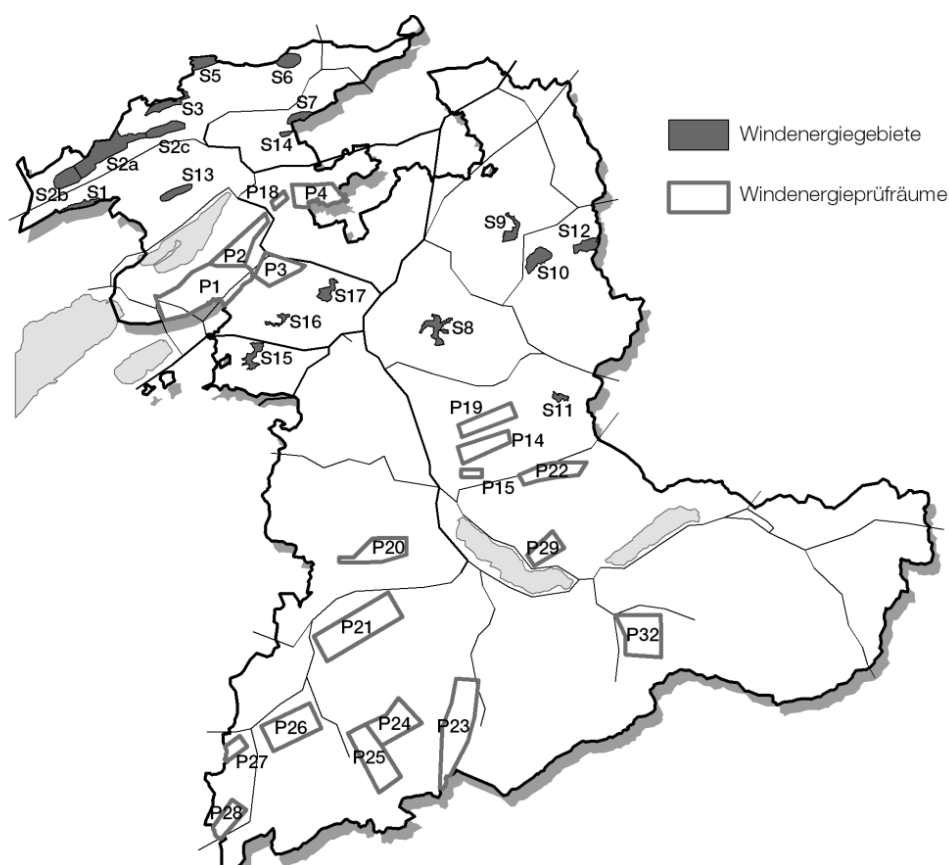 S5
S6
S3
S7
S2c
S14
S2a
S13
S2b
S1
P18
P4
S9
S12
P2
P3
S10
P1
S17
S16
S8
S15
P19
S11
P14
P22
P15
P20
P29
P21
P32
P26
P24
P23
P25
P27
P28
Windenergiegebiete
Windenergieprüfräume